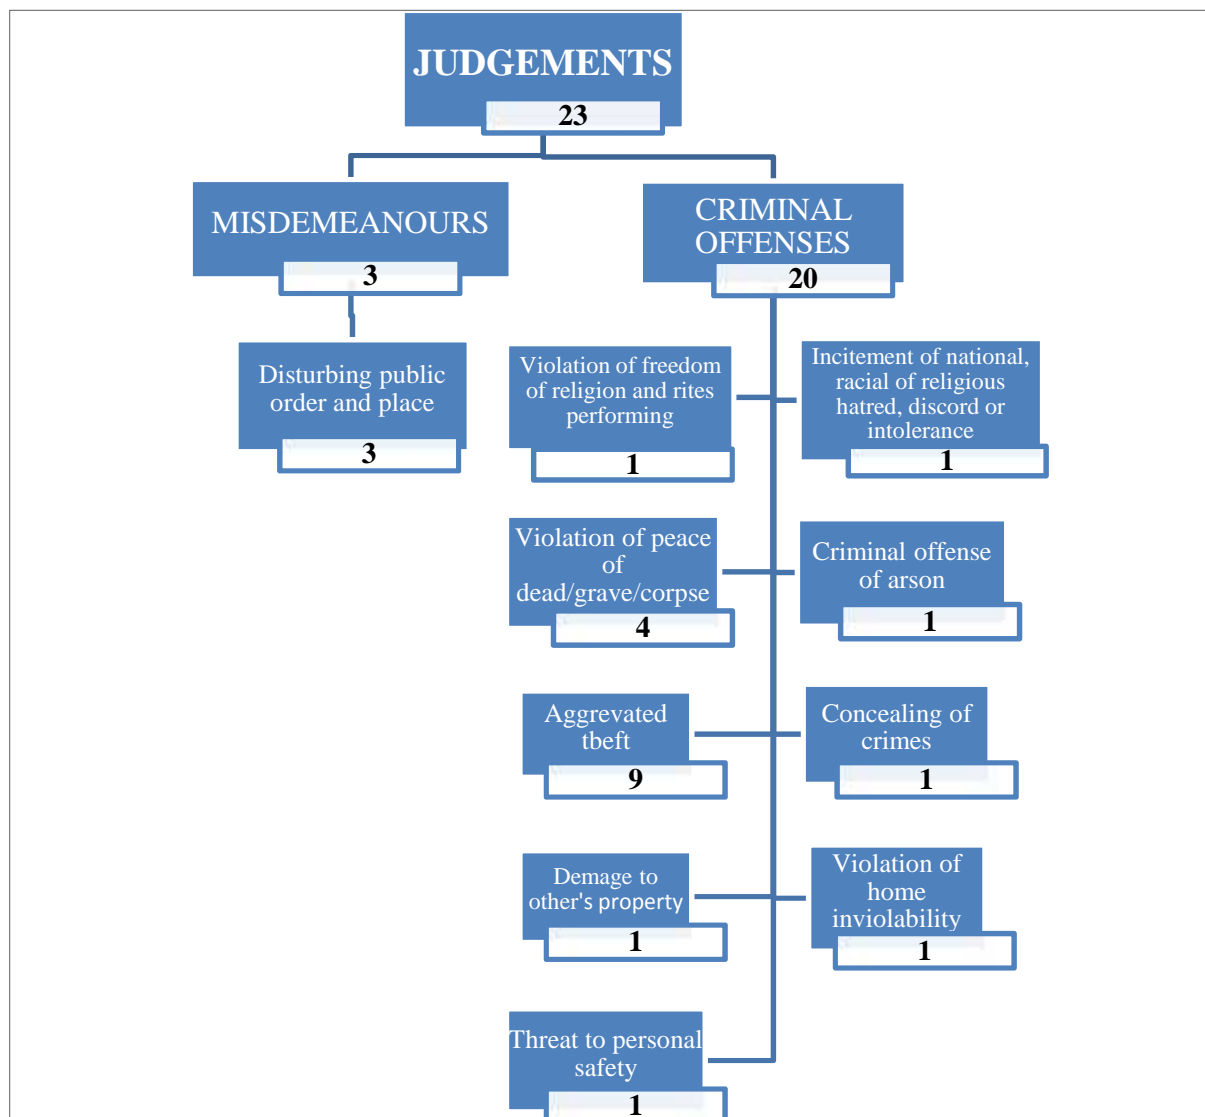 JUDGEMENTS
23
MISDEMEANOURS
3
CRIMINAL
OFFENSES
20
Disturbing public
order and place
3
Violation of freedom
of religion and rites
performing
1
Incitement of national,
racial of religious
hatred, discord or
intolerance
1
Violation of peace
of
dead/grave/corpse
4
Criminal offense
of arson
1
Aggrevated
tbeft
9
Concealing of
crimes
1
Demage to
other's property
1
Violation of
home
inviolability
1
Threat to personal
safety
1